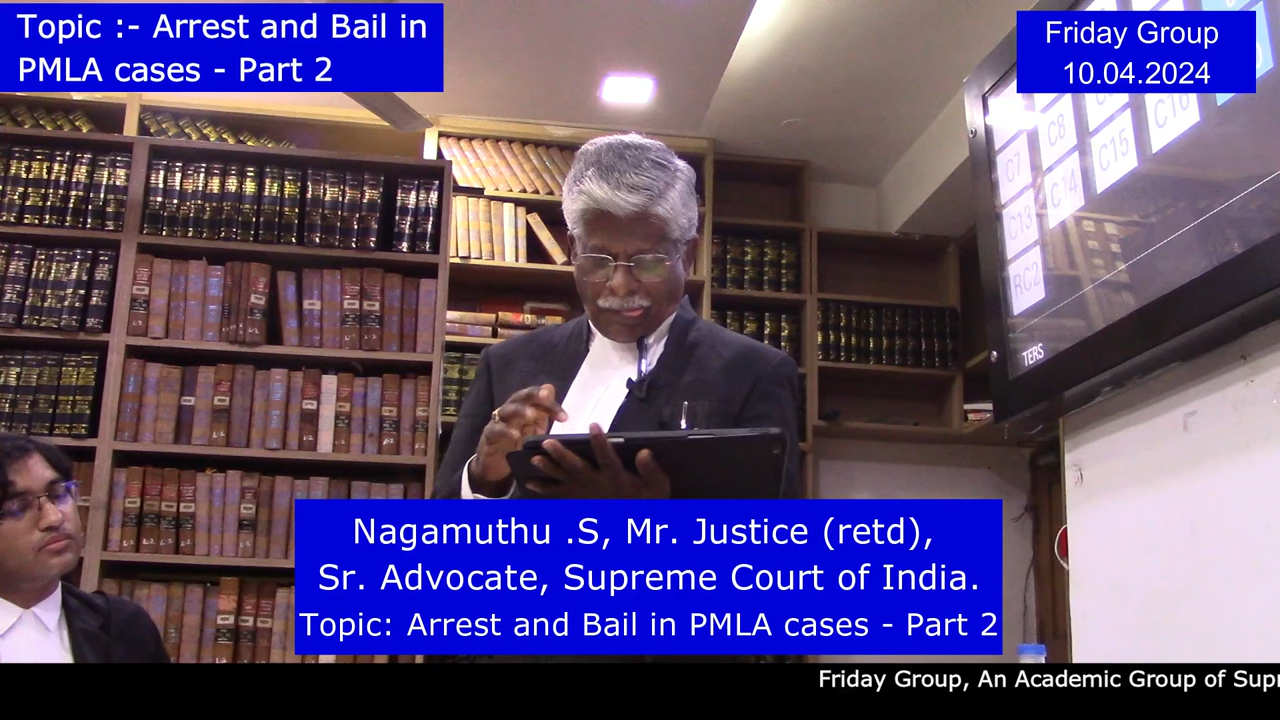 Topic :- Arrest and Bail in
PMLA cases - Part 2
Friday Group
10.04.2024
C7
C8
C15
C16
C13
C14
RC2
TERS
Nagamuthu .S, Mr. Justice (retd),
Sr. Advocate, Supreme Court of India.
Topic: Arrest and Bail in PMLA cases - Part 2
Friday Group, An Academic Group of Supr